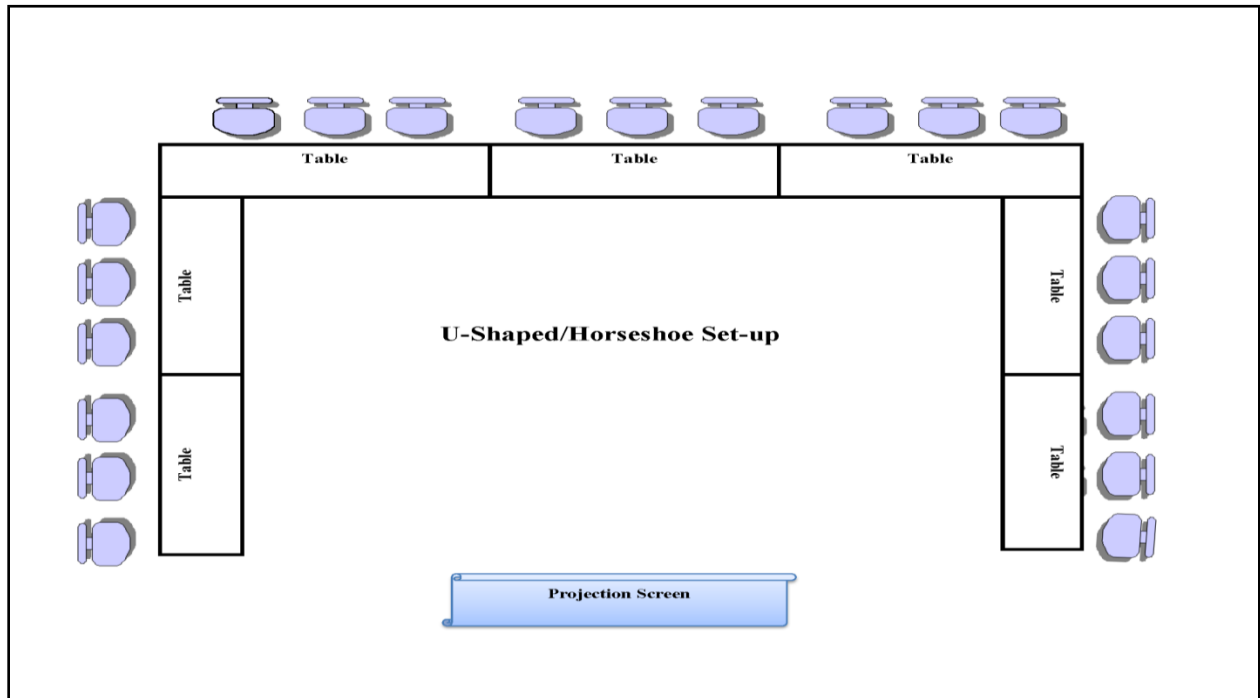 Table
Table
Table
Table
Table
U-Shaped/Horseshoe Set-up
Table
Table
Projection Screen